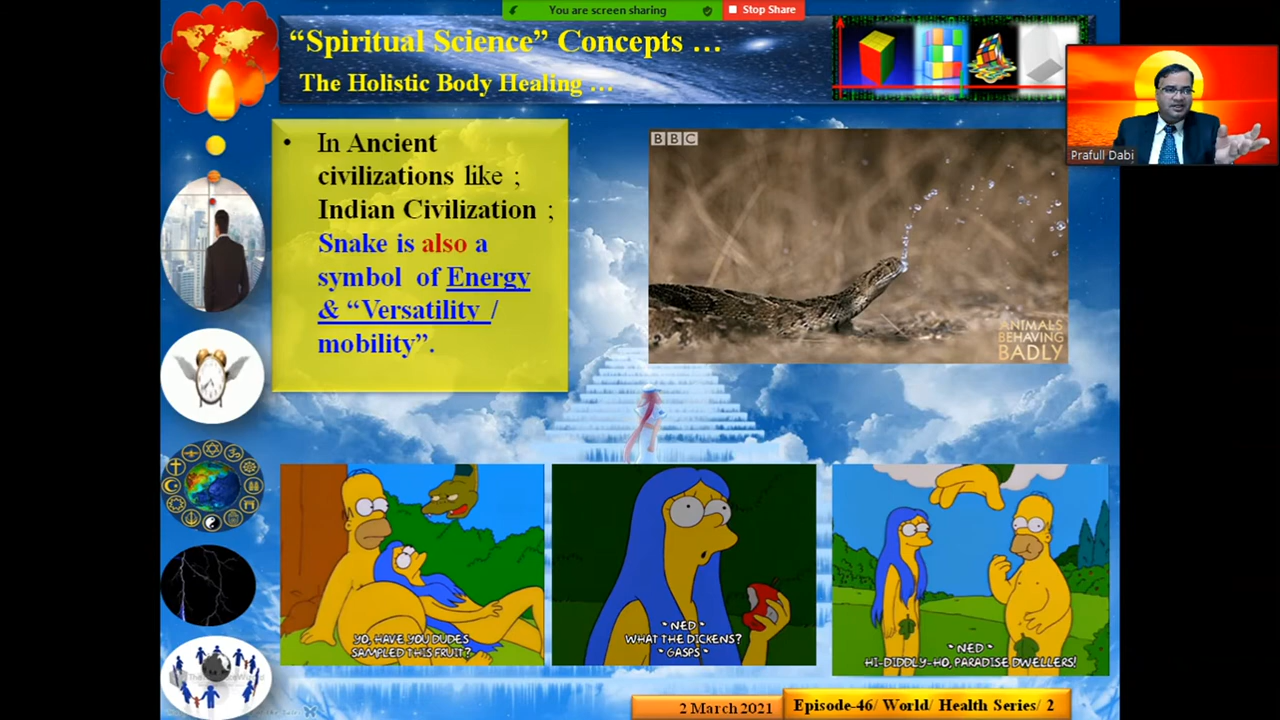 You are screen sharing
Stop Share
“Spiritual Science” Concepts …
The Holistic Body Healing …
Prafull Dabi
• In Ancient
civilizations like ;
Indian Civilization ;
Snake is also a
symbol of Energy
& “Versatility /
mobility”.
BBC
ANIMALS
BEHAVING
BADLY
YO, HAVE YOU DUDES
SAMPLED THIS FRUIT?
* NED *
WHAT THE DICKENS?
* GASPS *
* NED *
HI-DIDDLY-HO, PARADISE DWELLERS!
2 March 2021
Episode-46/ World/ Health Series/ 2